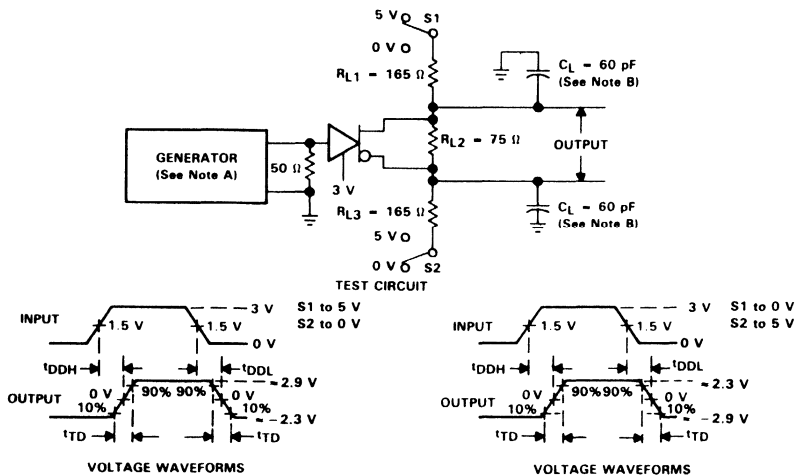 5 V S1
0 V
RL1 = 165 Ω
CL = 60 pF
(See Note B)
GENERATOR
(See Note A)
50 Ω
3 V
RL2 = 75 Ω
OUTPUT
RL3 = 165 Ω
CL = 60 pF
(See Note B)
5 V
0 V S2
TEST CIRCUIT
INPUT
1.5 V
1.5 V
3 V
0 V
S1 to 5 V
S2 to 0 V
tDDH
tDDL
OUTPUT
0 V
10%
90% 90%
0 V
10%
≈2.9 V
≈-2.3 V
tTD
tTD
VOLTAGE WAVEFORMS
INPUT
1.5 V
1.5 V
3 V
0 V
S1 to 0 V
S2 to 5 V
tDDH
tDDL
OUTPUT
0 V
10%
90% 90%
0 V
10%
≈2.3 V
≈-2.9 V
tTD
tTD
VOLTAGE WAVEFORMS